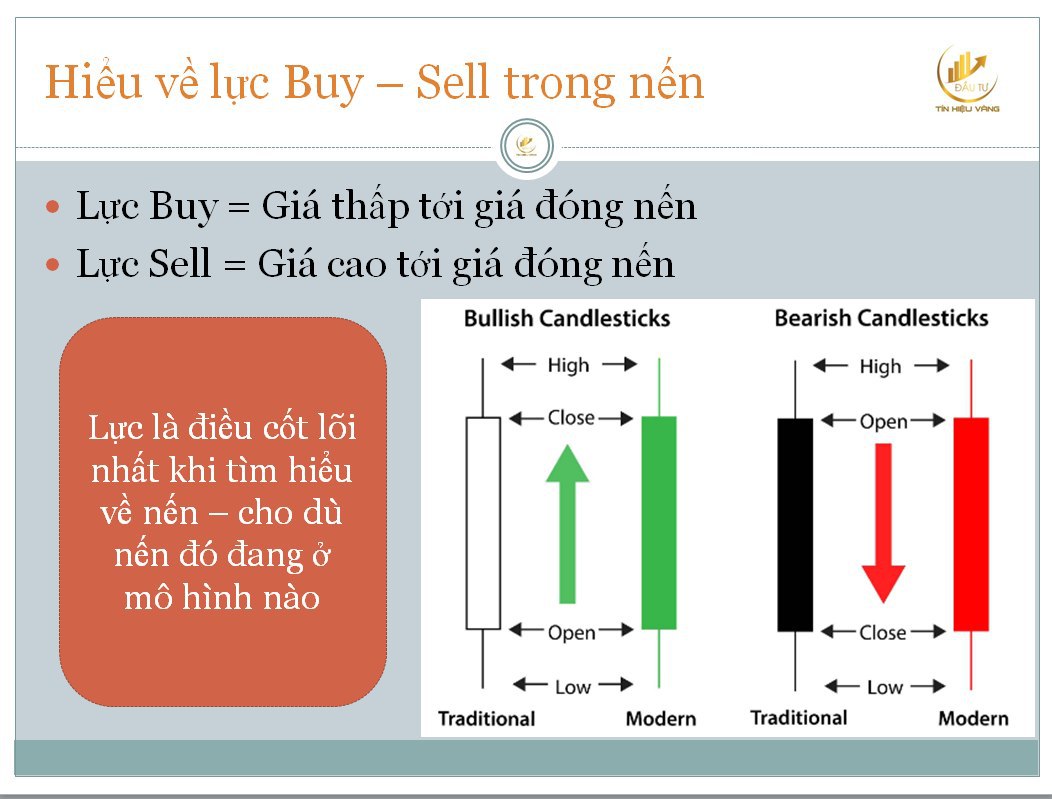 Hiểu về lực Buy – Sell trong nến
ĐẦU TƯ
TÍN HIỆU VÀNG
• Lực Buy = Giá thấp tới giá đóng nến
• Lực Sell = Giá cao tới giá đóng nến
Lực là điều cốt lõi
nhất khi tìm hiểu
về nến – cho dù
nến đó đang ở
mô hình nào
Bullish Candlesticks
High
Close
Open
Low
Traditional
Modern
Bearish Candlesticks
High
Open
Close
Low
Traditional
Modern